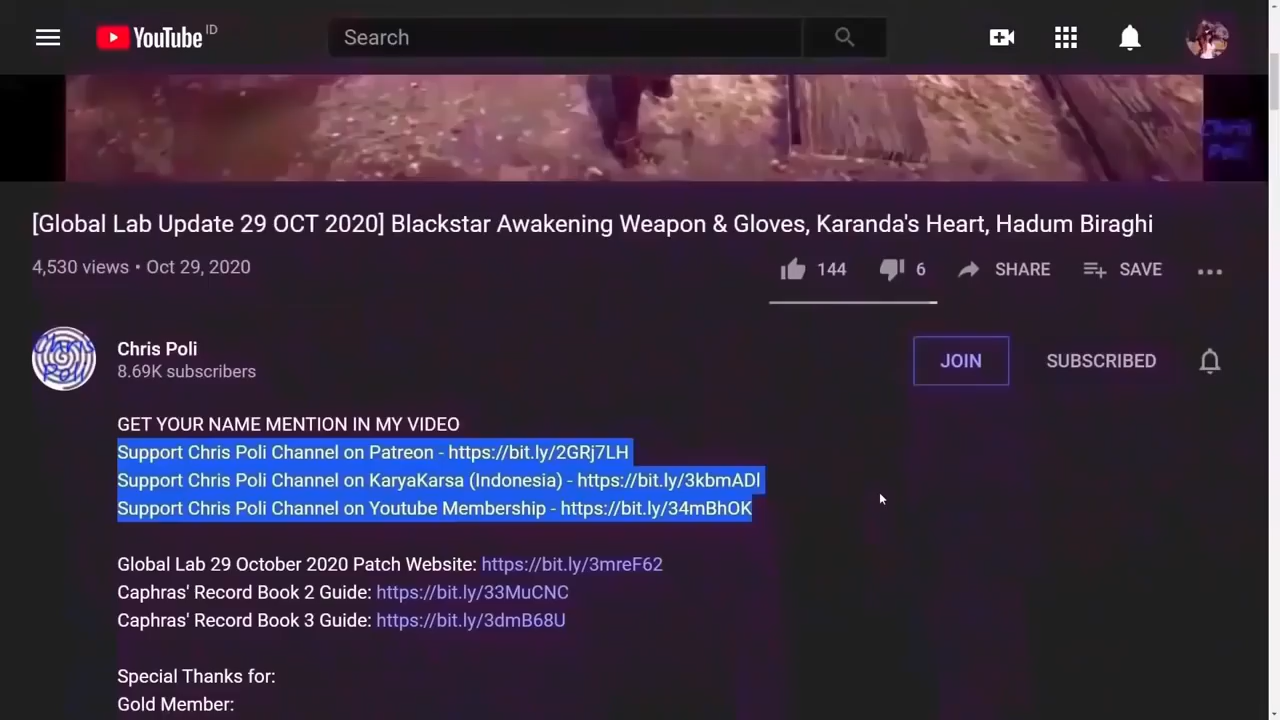 YouTube ID
Search
Chris
Poli
[Global Lab Update 29 OCT 2020] Blackstar Awakening Weapon & Gloves, Karanda's Heart, Hadum Biraghi
4,530 views • Oct 29, 2020
144
6
SHARE
SAVE
Chris
Poli
Chris Poli
8.69K subscribers
JOIN
SUBSCRIBED
GET YOUR NAME MENTION IN MY VIDEO
Support Chris Poli Channel on Patreon - https://bit.ly/2GRj7LH
Support Chris Poli Channel on KaryaKarsa (Indonesia) - https://bit.ly/3kbmADl
Support Chris Poli Channel on Youtube Membership - https://bit.ly/34mBhOK
Global Lab 29 October 2020 Patch Website: https://bit.ly/3mreF62
Caphras' Record Book 2 Guide: https://bit.ly/33MuCNC
Caphras' Record Book 3 Guide: https://bit.ly/3dmB68U
Special Thanks for:
Gold Member: